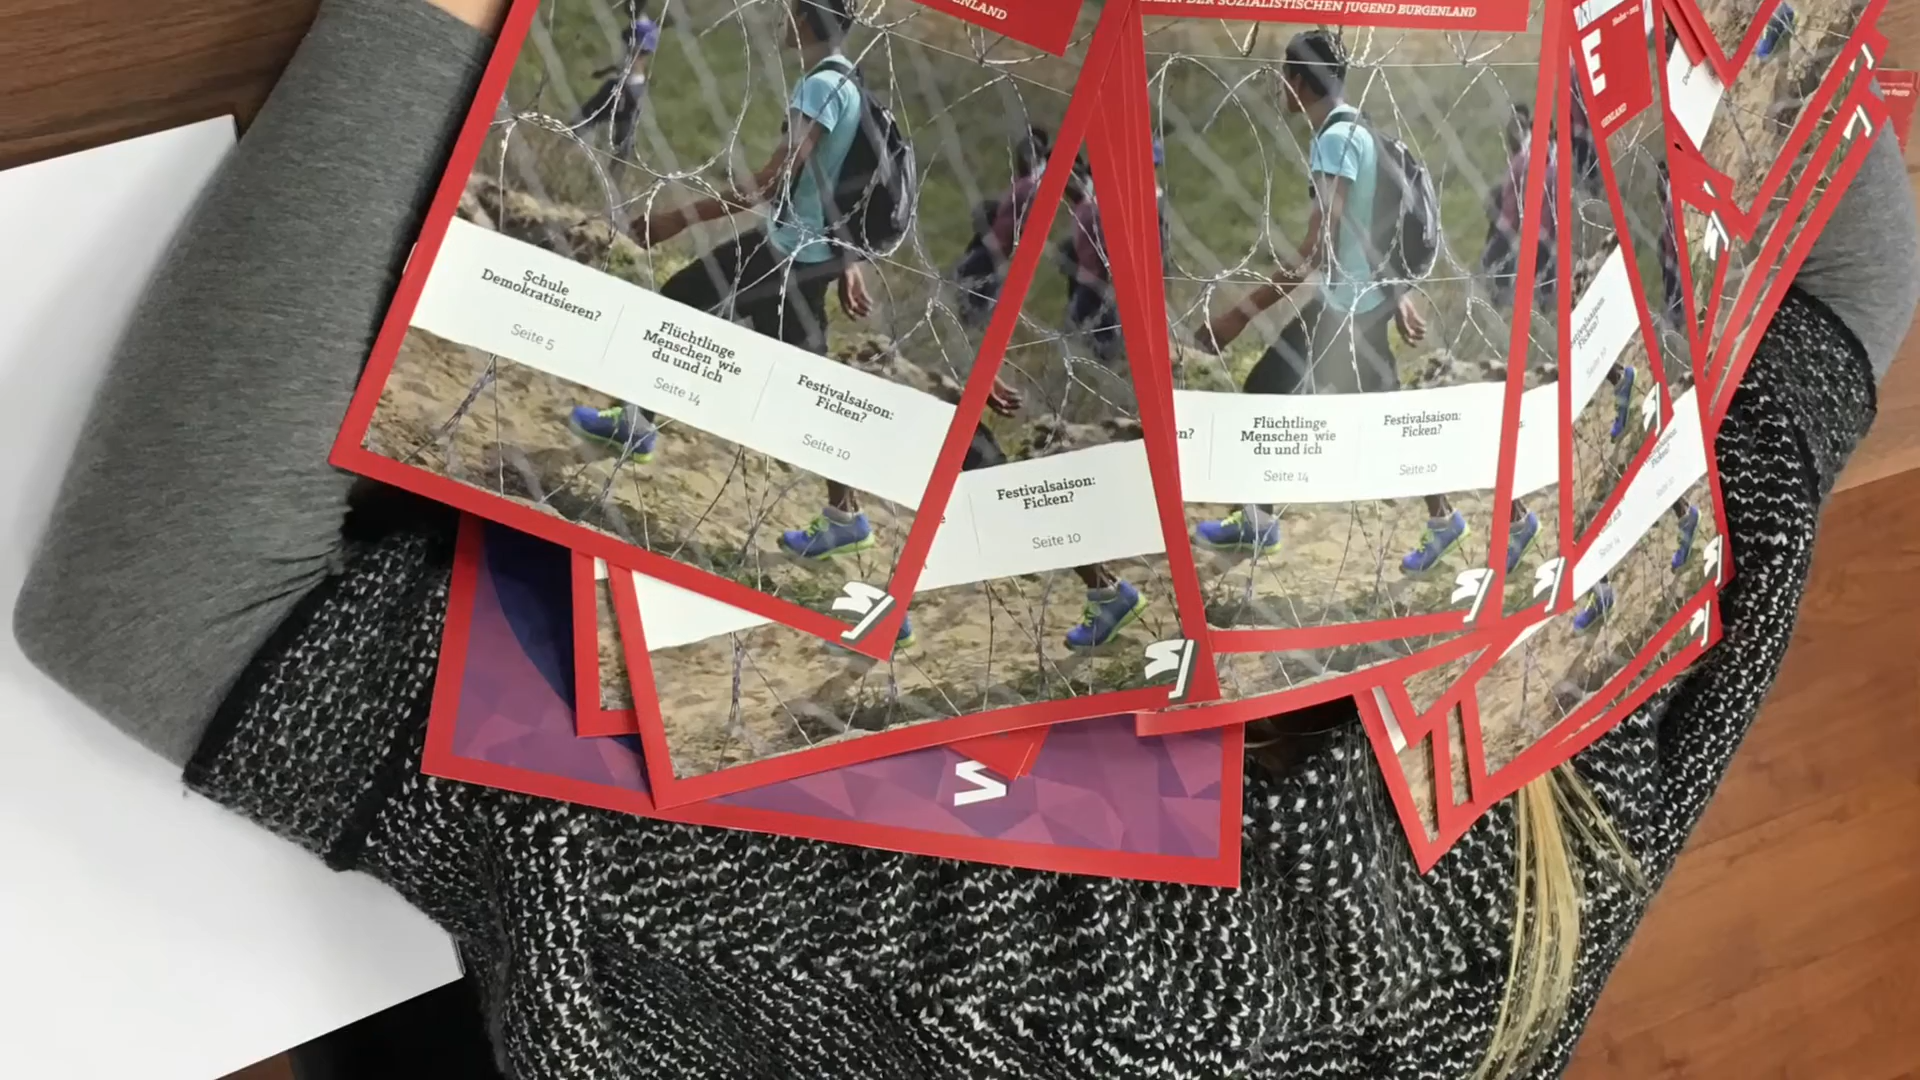 ENLAND
Schule
Demokratisieren?
Seite 5
Flüchtlinge
Menschen wie
du und ich
Seite 14
Festivalsaison:
Ficken?
Seite 10
Festivalsaison:
Ficken?
Seite 10
DER SOZIALISTISCHEN JUGEND BURGENLAND
n?
Flüchtlinge
Menschen wie
du und ich
Seite 14
Festivalsaison:
Ficken?
Seite 10
E